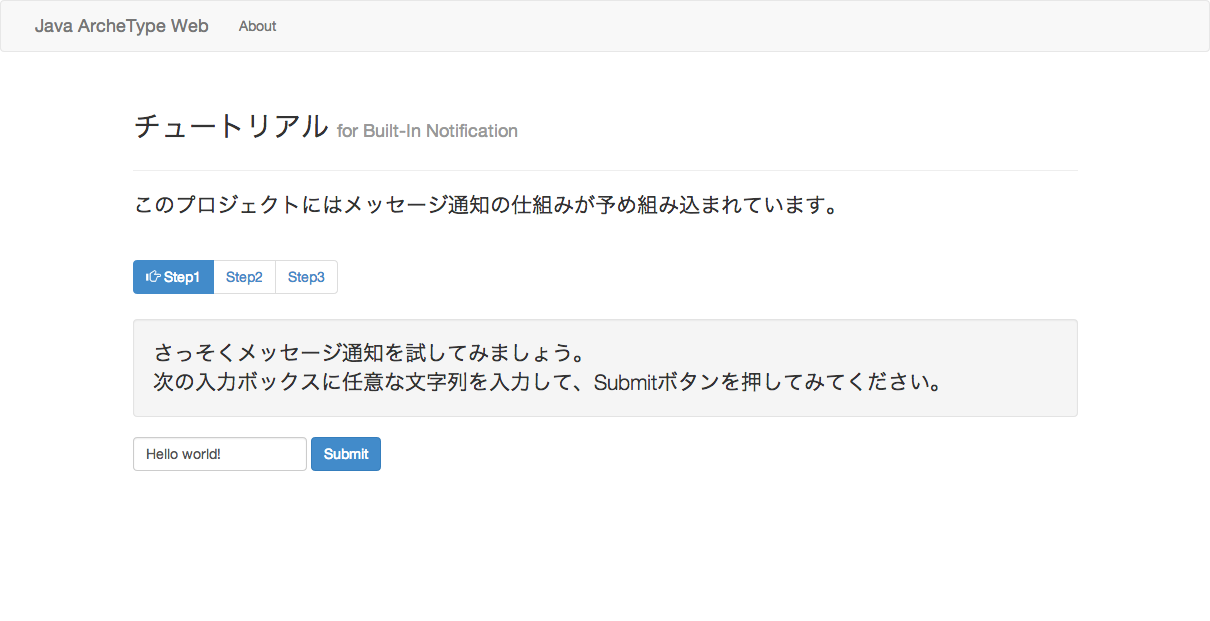 Java ArcheType Web About
チュートリアル for Built-In Notification
このプロジェクトにはメッセージ通知の仕組みが予め組み込まれています。
Step1 Step2 Step3
さっそくメッセージ通知を試してみましょう。
次の入力ボックスに任意な文字列を入力して、Submitボタンを押してみてください。
Hello world! Submit